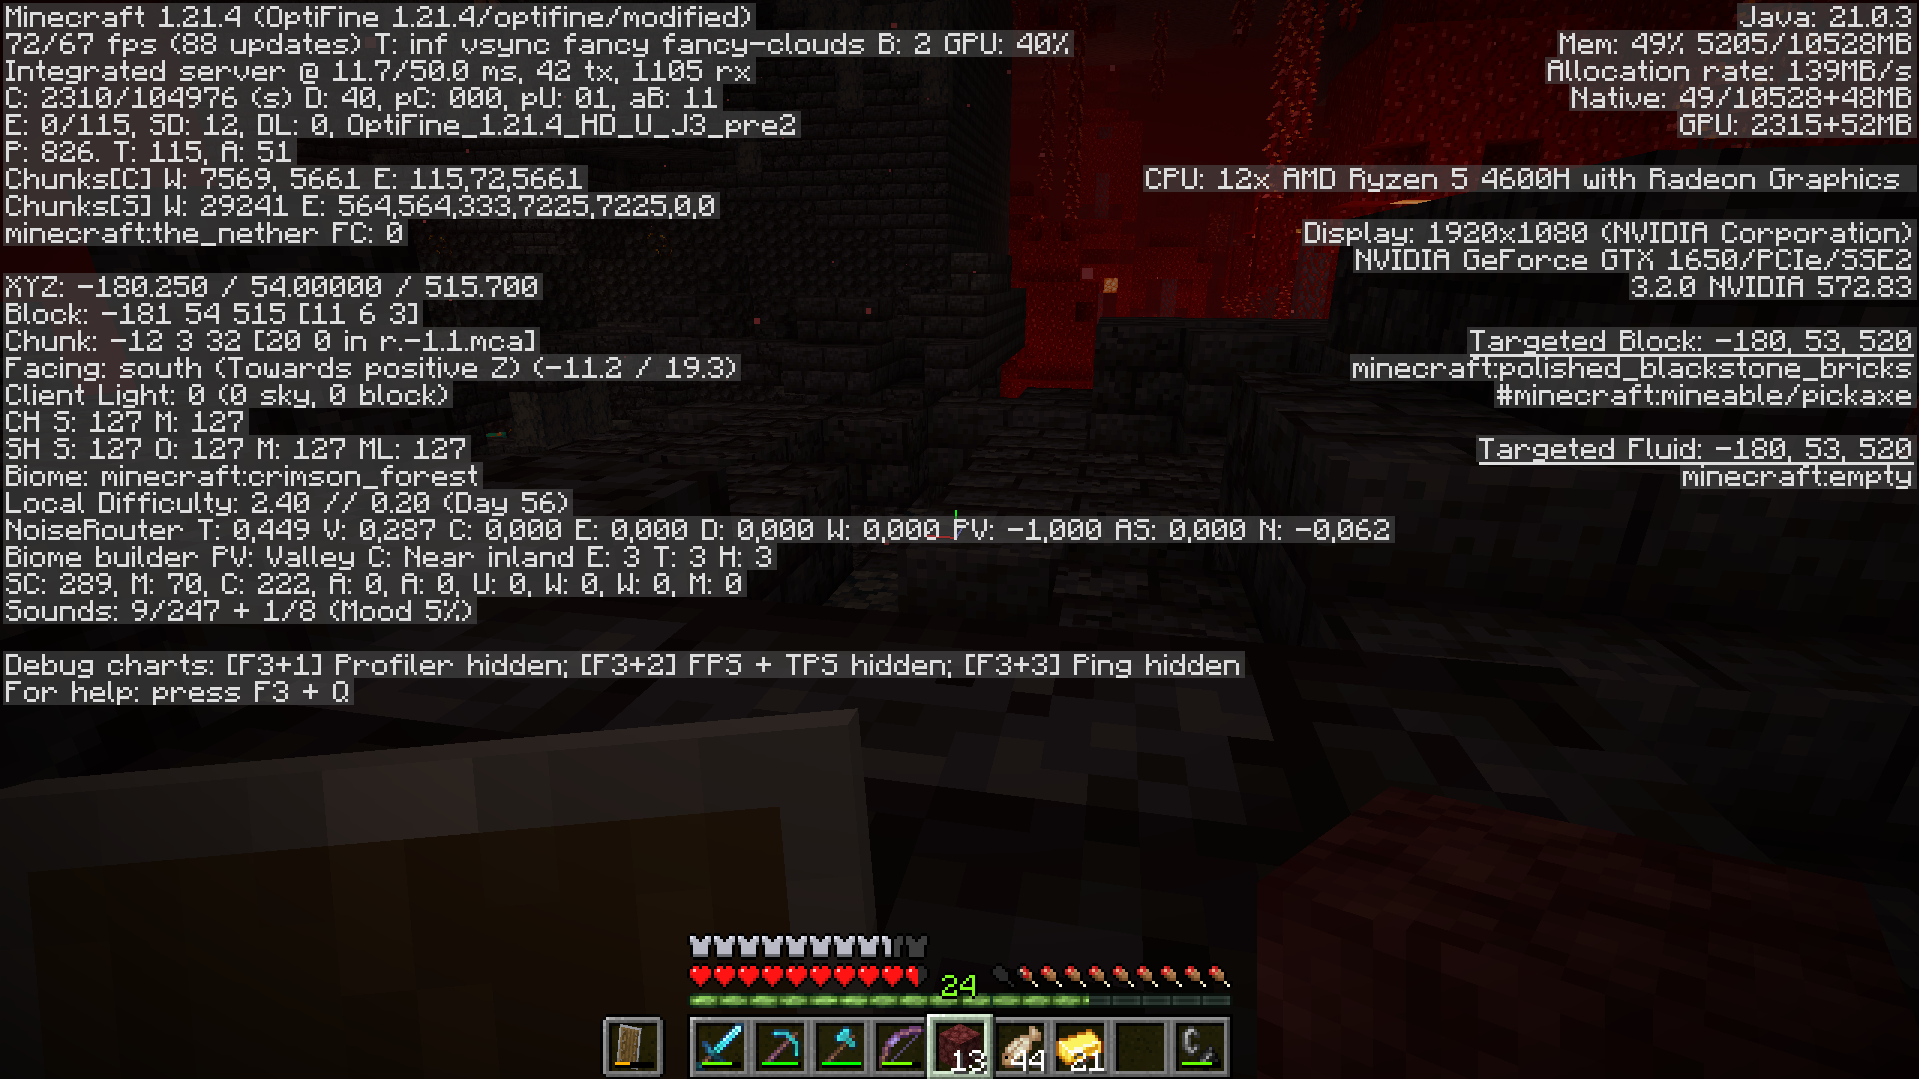 Minecraft 1.21.4 (OptiFine 1.21.4/optifine/modified)
72/67 fps (88 updates) T: inf vsync fancy fancy-clouds B: 2 GPU: 40%
Integrated server @ 11.7/50.0 ms, 42 tx, 1105 rx
C: 2310/104976 (s) D: 40, pC: 000, pU: 01, aB: 11
E: 0/115, SD: 12, DL: 0, OptiFine_1.21.4_HD_U_J3_pre2
P: 826. T: 115, A: 51
Chunks[C] W: 7569, 5661 E: 115,72,5661
Chunks[S] W: 29241 E: 564,564,333,7225,7225,0,0
minecraft:the_nether FC: 0
XYZ: -180.250 / 54.00000 / 515.700
Block: -181 54 515 [11 6 3]
Chunk: -12 3 32 [20 0 in r.-1.1.mca]
Facing: south (Towards positive Z) (-11.2 / 19.3)
Client Light: 0 (0 sky, 0 block)
CH S: 127 M: 127
SH S: 127 O: 127 M: 127 ML: 127
Biome: minecraft:crimson_forest
Local Difficulty: 2.40 // 0.20 (Day 56)
NoiseRouter T: 0,449 V: 0,287 C: 0,000 E: 0,000 D: 0,000 W: 0,000 PV: -1,000 AS: 0,000 N: -0,062
Biome builder PV: Valley C: Near inland E: 3 T: 3 H: 3
SC: 289, M: 70, C: 222, A: 0, A: 0, U: 0, W: 0, W: 0, M: 0
Sounds: 9/247 + 1/8 (Mood 5%)
Debug charts: [F3+1] Profiler hidden; [F3+2] FPS + TPS hidden; [F3+3] Ping hidden
For help: press F3 + Q
Java: 21.0.3
Mem: 49% 5205/10528MB
Allocation rate: 139MB/s
Native: 49/10528+48MB
GPU: 2315+52MB
CPU: 12x AMD Ryzen 5 4600H with Radeon Graphics
Display: 1920x1080 (NVIDIA Corporation)
NVIDIA GeForce GTX 1650/PCIe/SSE2
3.2.0 NVIDIA 572.83
Targeted Block: -180, 53, 520
minecraft:polished_blackstone_bricks
#minecraft:mineable/pickaxe
Targeted Fluid: -180, 53, 520
minecraft:empty
24
13 44 21